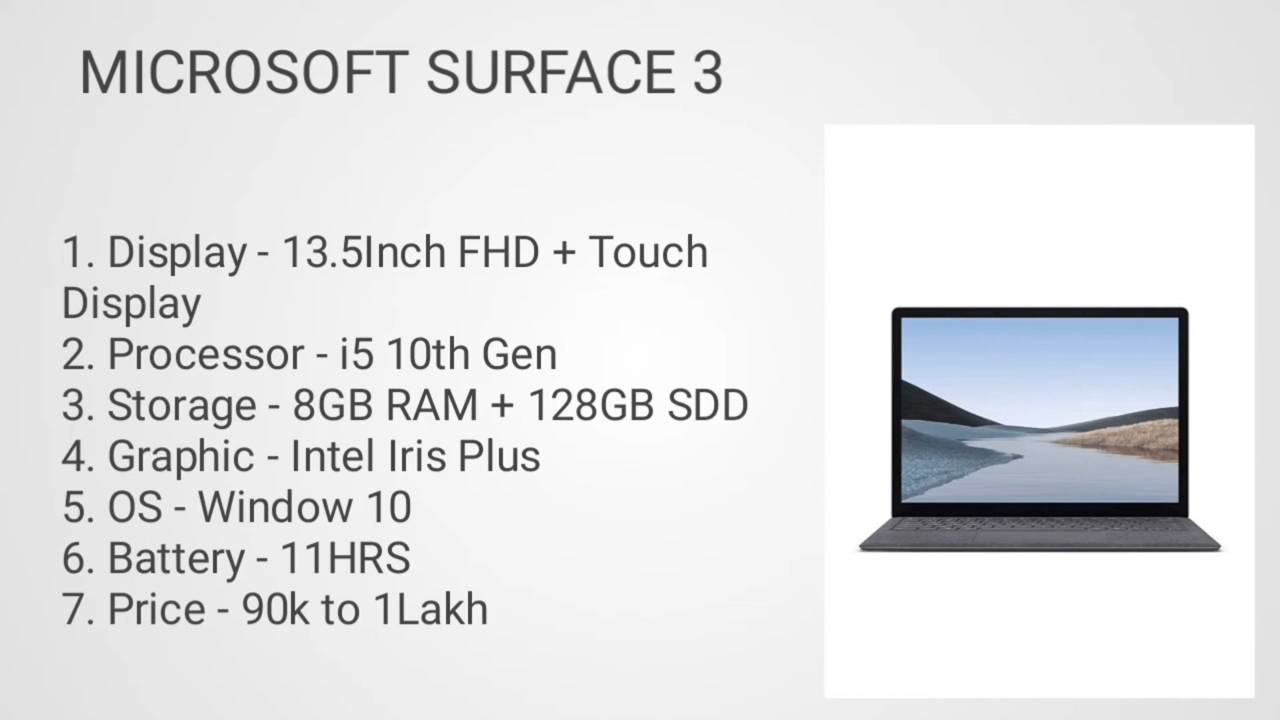 MICROSOFT SURFACE 3
1. Display - 13.5Inch FHD + Touch
Display
2. Processor - i5 10th Gen
3. Storage - 8GB RAM + 128GB SDD
4. Graphic - Intel Iris Plus
5. OS - Window 10
6. Battery - 11HRS
7. Price - 90k to 1Lakh